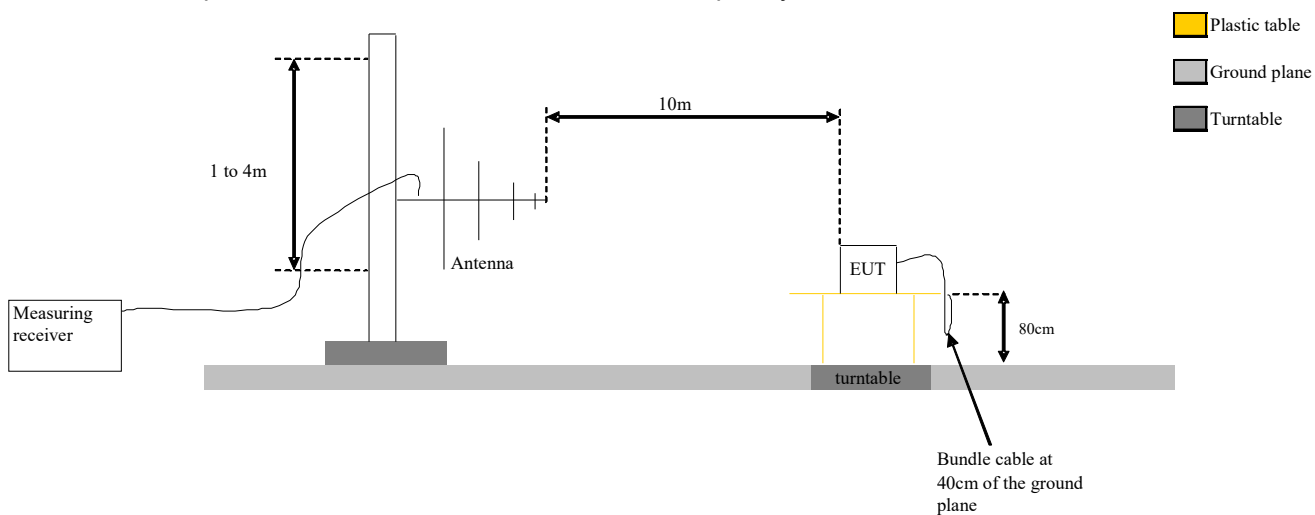 Plastic table
Ground plane
Turntable
10m
1 to 4m
Antenna
EUT
Measuring
receiver
80cm
turntable
Bundle cable at
40cm of the ground
plane